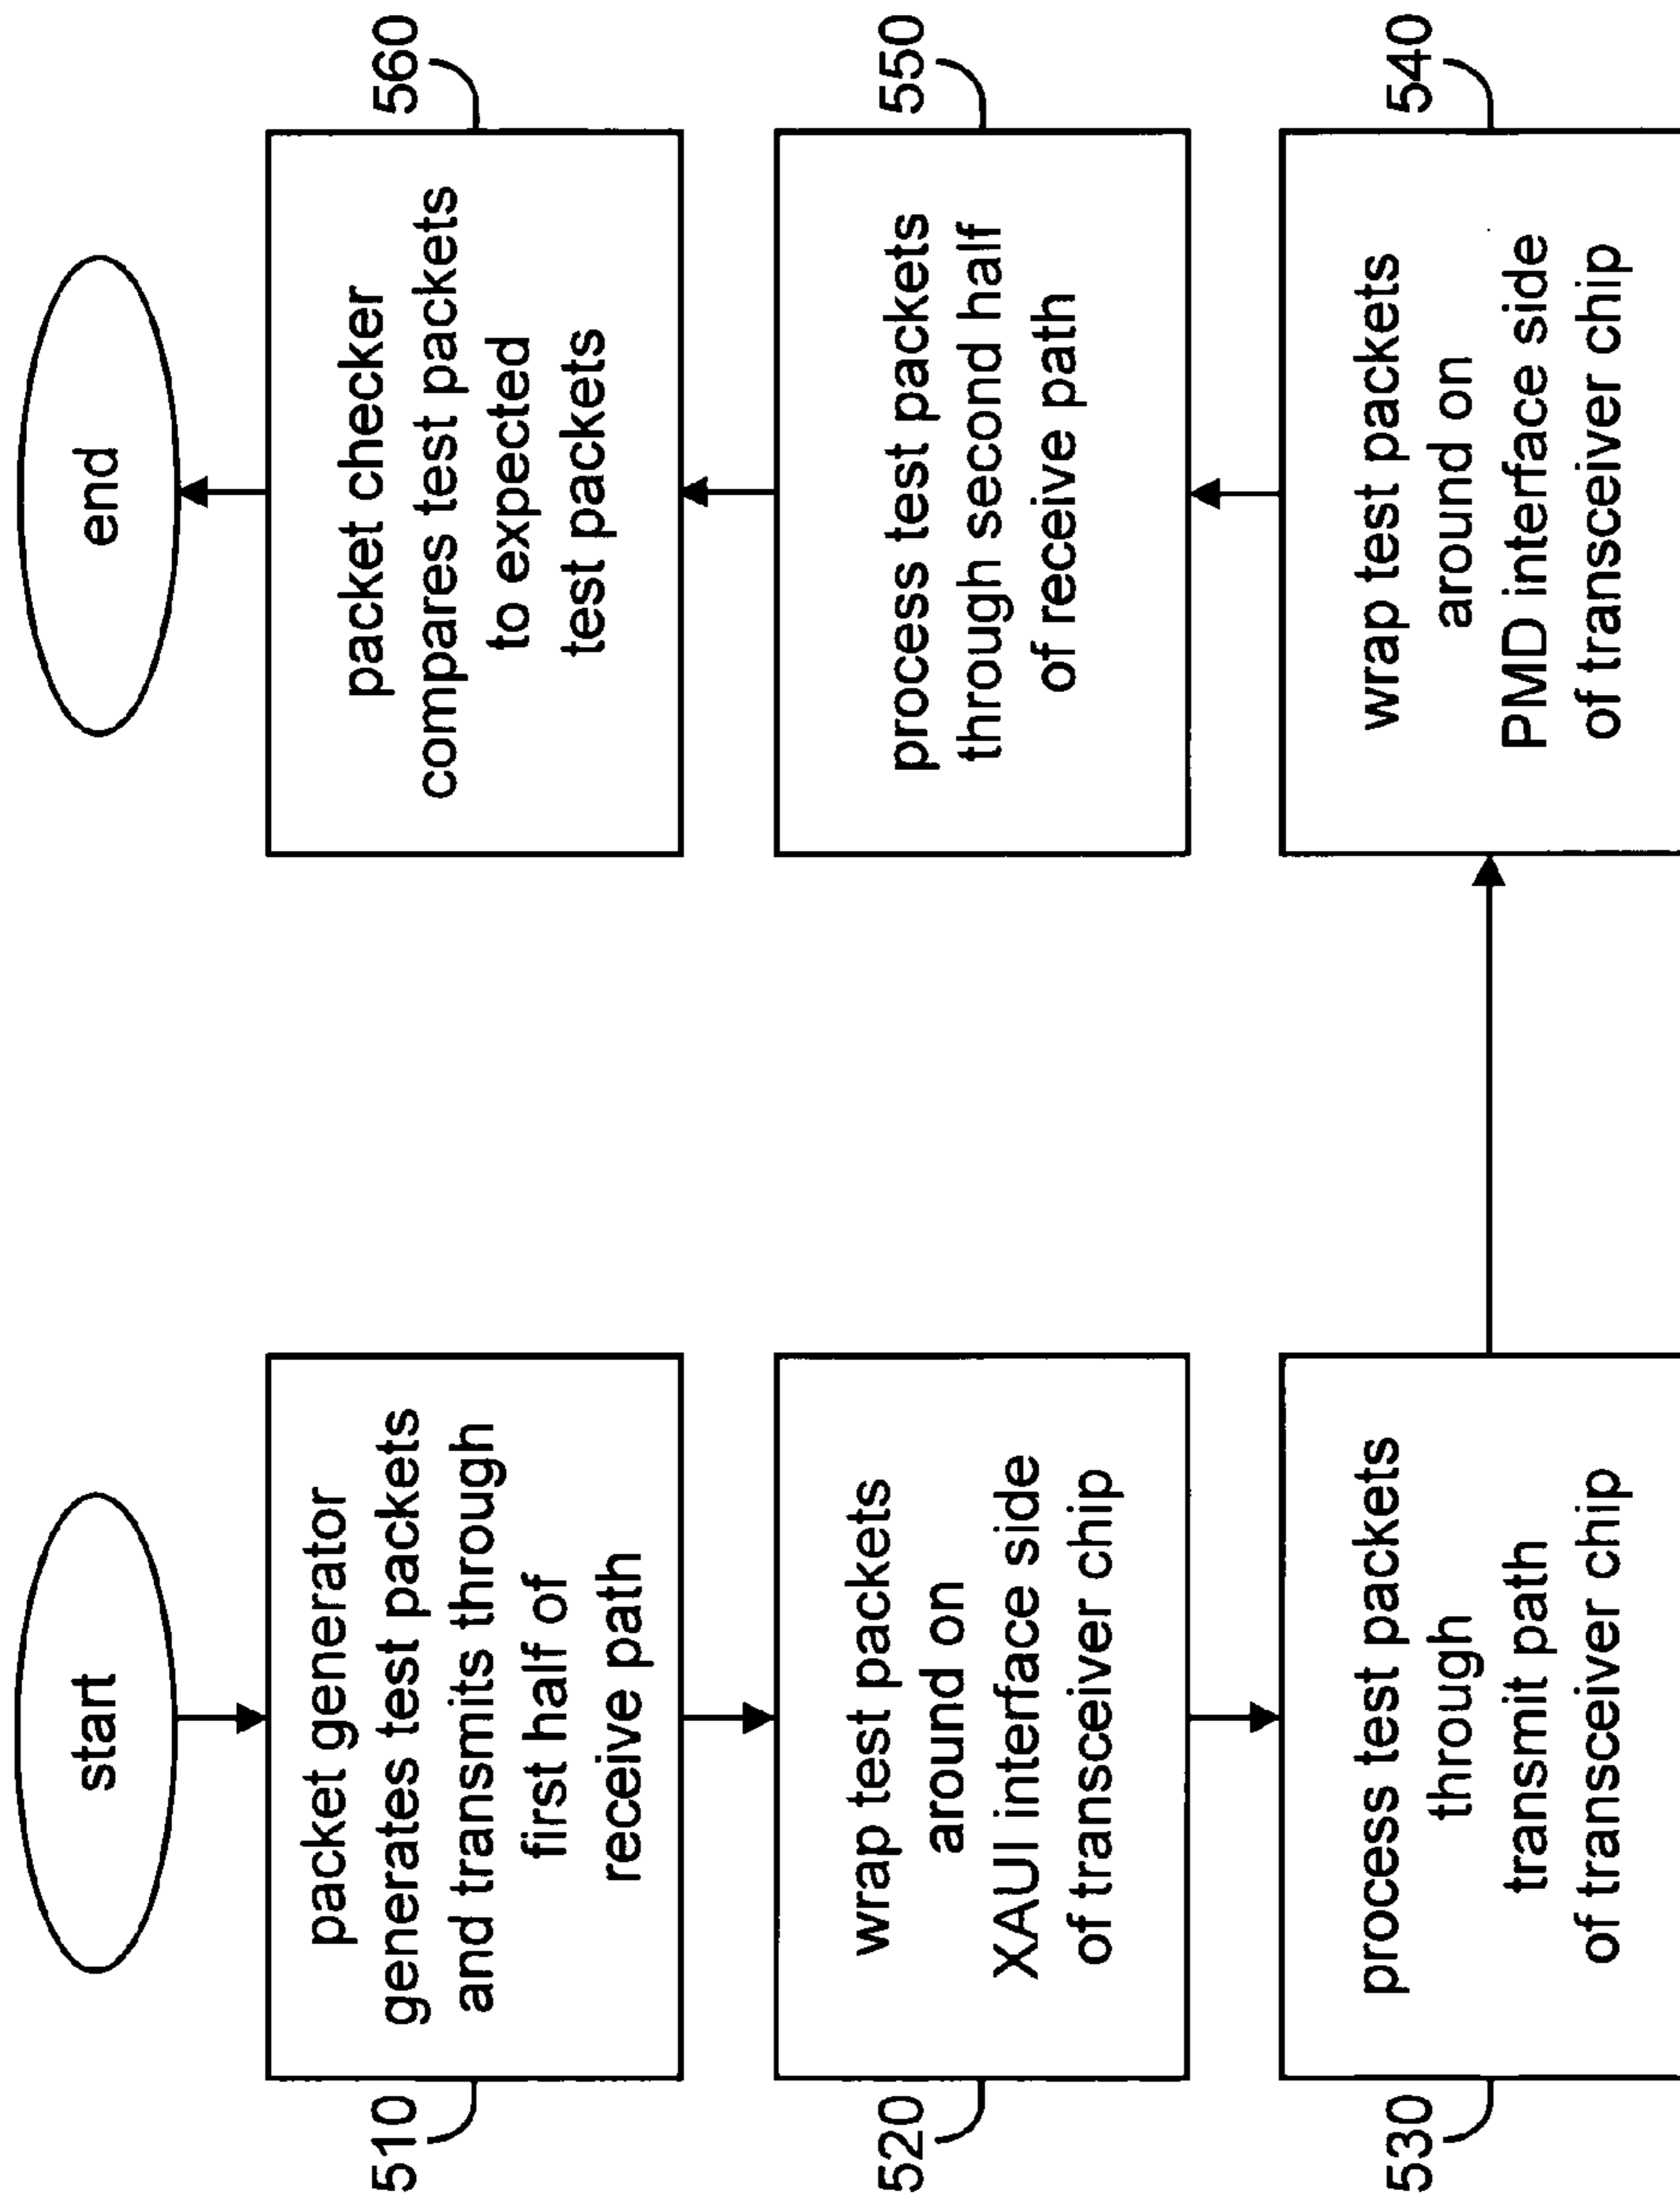 start
510
packet generator
generates test packets
and transmits through
first half of
receive path
520
wrap test packets
around on
XAUI interface side
of transceiver chip
530
process test packets
through
transmit path
of transceiver chip
540
wrap test packets
around on
PMD interface side
of transceiver chip
550
process test packets
through second half
of receive path
560
packet checker
compares test packets
to expected
test packets
end